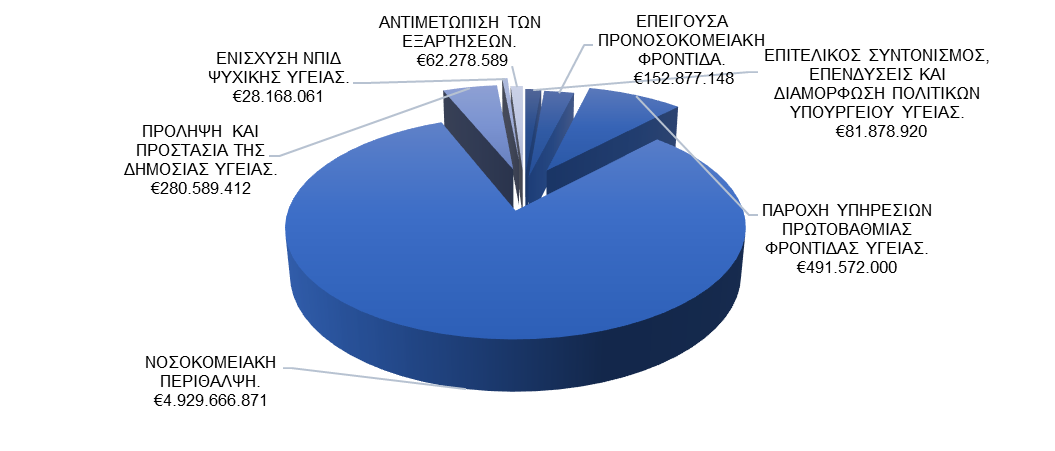 ΑΝΤΙΜΕΤΩΠΙΣΗ ΤΩΝ
ΕΞΑΡΤΗΣΕΩΝ.
€62.278.589
ΕΠΕΙΓΟΥΣΑ
ΠΡΟΝΟΣΟΚΟΜΕΙΑΚΗ
ΦΡΟΝΤΙΔΑ.
€152.877.148
ΕΠΙΤΕΛΙΚΟΣ ΣΥΝΤΟΝΙΣΜΟΣ,
ΕΠΕΝΔΥΣΕΙΣ ΚΑΙ
ΔΙΑΜΟΡΦΩΣΗ ΠΟΛΙΤΙΚΩΝ
ΥΠΟΥΡΓΕΙΟΥ ΥΓΕΙΑΣ.
€81.878.920
ΕΝΙΣΧΥΣΗ ΝΠΙΔ
ΨΥΧΙΚΗΣ ΥΓΕΙΑΣ.
€28.168.061
ΠΡΟΛΗΨΗ ΚΑΙ
ΠΡΟΣΤΑΣΙΑ ΤΗΣ
ΔΗΜΟΣΙΑΣ ΥΓΕΙΑΣ.
€280.589.412
ΠΑΡΟΧΗ ΥΠΗΡΕΣΙΩΝ
ΠΡΩΤΟΒΑΘΜΙΑΣ
ΦΡΟΝΤΙΔΑΣ ΥΓΕΙΑΣ.
€491.572.000
ΝΟΣΟΚΟΜΕΙΑΚΗ
ΠΕΡΙΘΑΛΨΗ.
€4.929.666.871